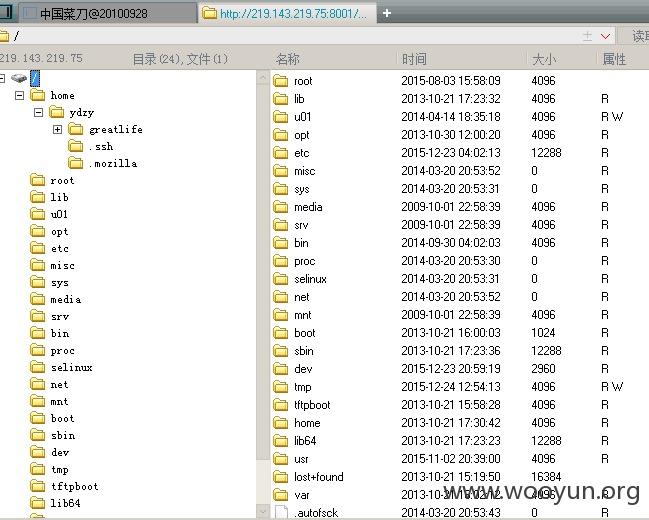 中国菜刀@20100928
http://219.143.219.75:8001/...
/
读取
219.143.219.75 目录(24),文件(1) 名称 时间 大小 属性
/
home
ydzy
greatlife
.ssh
.mozilla
root
lib
u01
opt
etc
misc
sys
media
srv
bin
proc
selinux
net
mnt
boot
sbin
dev
tmp
tftpboot
lib64
root 2015-08-03 15:58:09 4096
lib 2013-10-21 17:23:32 4096 R
u01 2014-04-14 18:35:18 4096 R W
opt 2013-10-30 12:00:20 4096 R
etc 2015-12-23 04:02:13 12288 R
misc 2014-03-20 20:53:52 0 R
sys 2014-03-20 20:53:31 0 R
media 2009-10-01 22:58:39 4096 R
srv 2009-10-01 22:58:39 4096 R
bin 2014-09-30 04:02:03 4096 R
proc 2014-03-20 20:53:30 0 R
selinux 2014-03-20 20:53:31 0 R
net 2014-03-20 20:53:52 0 R
mnt 2009-10-01 22:58:39 4096 R
boot 2013-10-21 16:00:03 1024 R
sbin 2013-10-21 17:23:36 12288 R
dev 2015-12-23 20:59:19 2960 R
tmp 2015-12-24 12:54:13 4096 R W
tftpboot 2013-10-21 15:58:28 4096 R
home 2013-10-21 17:30:42 4096 R
lib64 2013-10-21 17:23:23 12288 R
usr 2015-11-02 20:39:00 4096 R
lost+found 2013-10-21 15:19:50 16384
var 4096 R
.autofsck 2014-03-20 20:53:43 0 R
www.wooyun.org